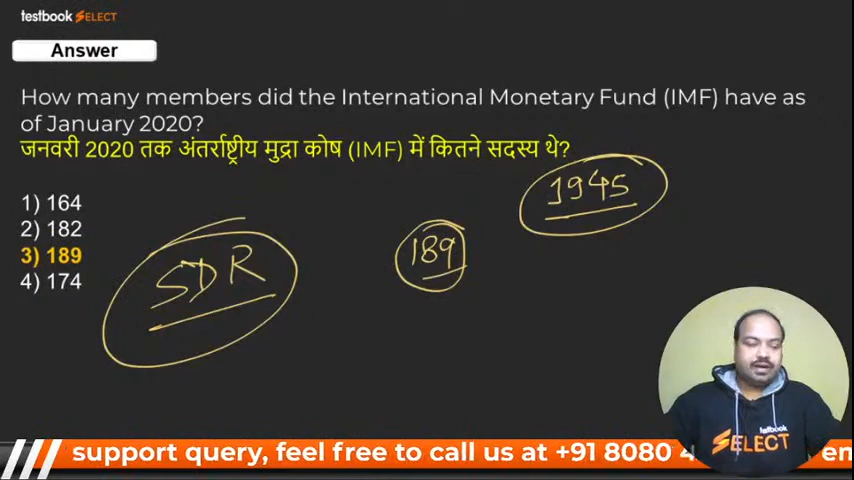 testbook SELECT
Answer
How many members did the International Monetary Fund (IMF) have as
of January 2020?
जनवरी 2020 तक अंतर्राष्ट्रीय मुद्रा कोष (IMF) में कितने सदस्य थे?
1945
1) 164
2) 182
3) 189
4) 174
189
SDR
testbook
SELECT
support query, feel free to call us at +91 8080 4